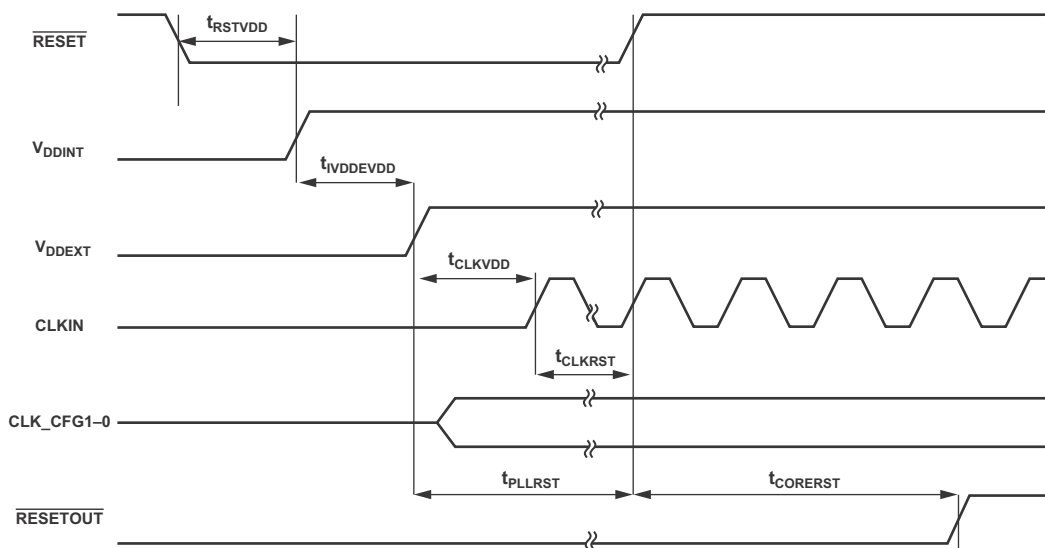 tRSTVDD
RESET
VDDINT
tIVDDEVDD
VDDEXT
tCLKVDD
CLKIN
tCLKRST
CLK_CFG1–0
tPLLRST
tCORERST
RESETOUT